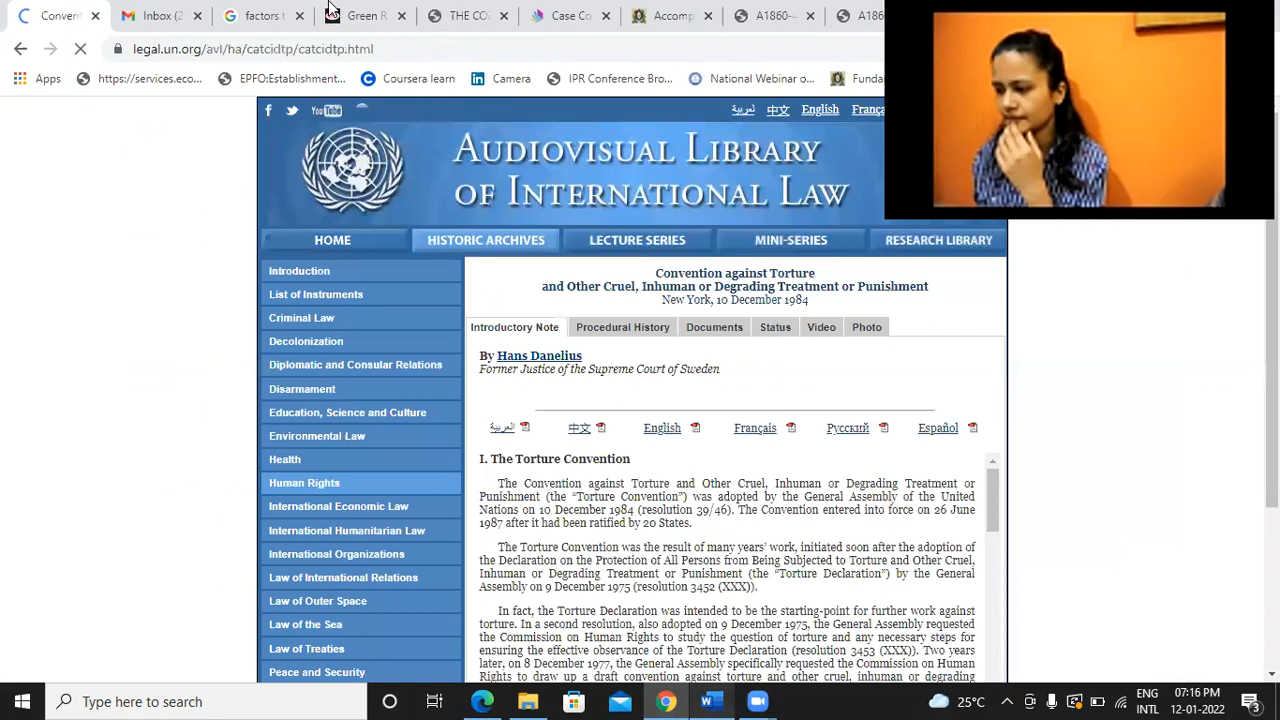 Conven
Inbox (2
factors t
Green R
THE CO
Case Co
Accomp
A1860-
A186
legal.un.org/avl/ha/catcidtp/catcidtp.html
Apps
https://services.eco...
EPFO:Establishment...
Coursera learn
Camera
IPR Conference Bro...
National Webinar o...
Funda
You Tube
العربية
中文
English
França
AUDIOVISUAL LIBRARY
OF INTERNATIONAL LAW
HOME
HISTORIC ARCHIVES
LECTURE SERIES
MINI-SERIES
RESEARCH LIBRARY
Introduction
List of Instruments
Criminal Law
Decolonization
Diplomatic and Consular Relations
Disarmament
Education, Science and Culture
Environmental Law
Health
Human Rights
International Economic Law
International Humanitarian Law
International Organizations
Law of International Relations
Law of Outer Space
Law of the Sea
Law of Treaties
Peace and Security
Convention against Torture
and Other Cruel, Inhuman or Degrading Treatment or Punishment
New York, 10 December 1984
Introductory Note
Procedural History
Documents
Status
Video
Photo
By Hans Danelius
Former Justice of the Supreme Court of Sweden
العربية
中文
English
Français
Русский
Español
I. The Torture Convention
The Convention against Torture and Other Cruel, Inhuman or Degrading Treatment or
Punishment (the “Torture Convention”) was adopted by the General Assembly of the United
Nations on 10 December 1984 (resolution 39/46). The Convention entered into force on 26 June
1987 after it had been ratified by 20 States.
The Torture Convention was the result of many years’ work, initiated soon after the adoption of
the Declaration on the Protection of All Persons from Being Subjected to Torture and Other Cruel,
Inhuman or Degrading Treatment or Punishment (the “Torture Declaration”) by the General
Assembly on 9 December 1975 (resolution 3452 (XXX)).
In fact, the Torture Declaration was intended to be the starting-point for further work against
torture. In a second resolution, also adopted on 9 December 1975, the General Assembly requested
the Commission on Human Rights to study the question of torture and any necessary steps for
ensuring the effective observance of the Torture Declaration (resolution 3453 (XXX)). Two years
later, on 8 December 1977, the General Assembly specifically requested the Commission on Human
Rights to draw up a draft convention against torture and other cruel, inhuman or degrading
Type here to search
25°C
ENG
INTL
07:16 PM
12-01-2022
3